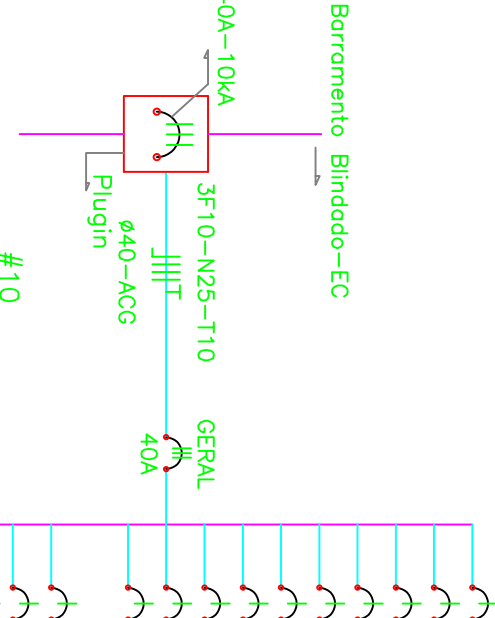 Barramento Blindado-EC
0A-10kA
3F10-N25-T10
Plugin
ø40-ACG
T
#10
GERAL
40A